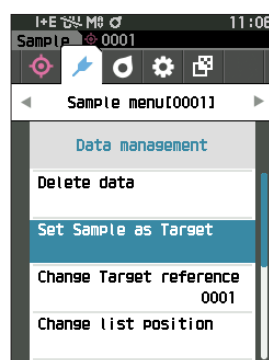 I+E 11:06
Sample 0001
Sample menu[0001]
Data management
Delete data
Set Sample as Target
Change Target reference
0001
Change list position